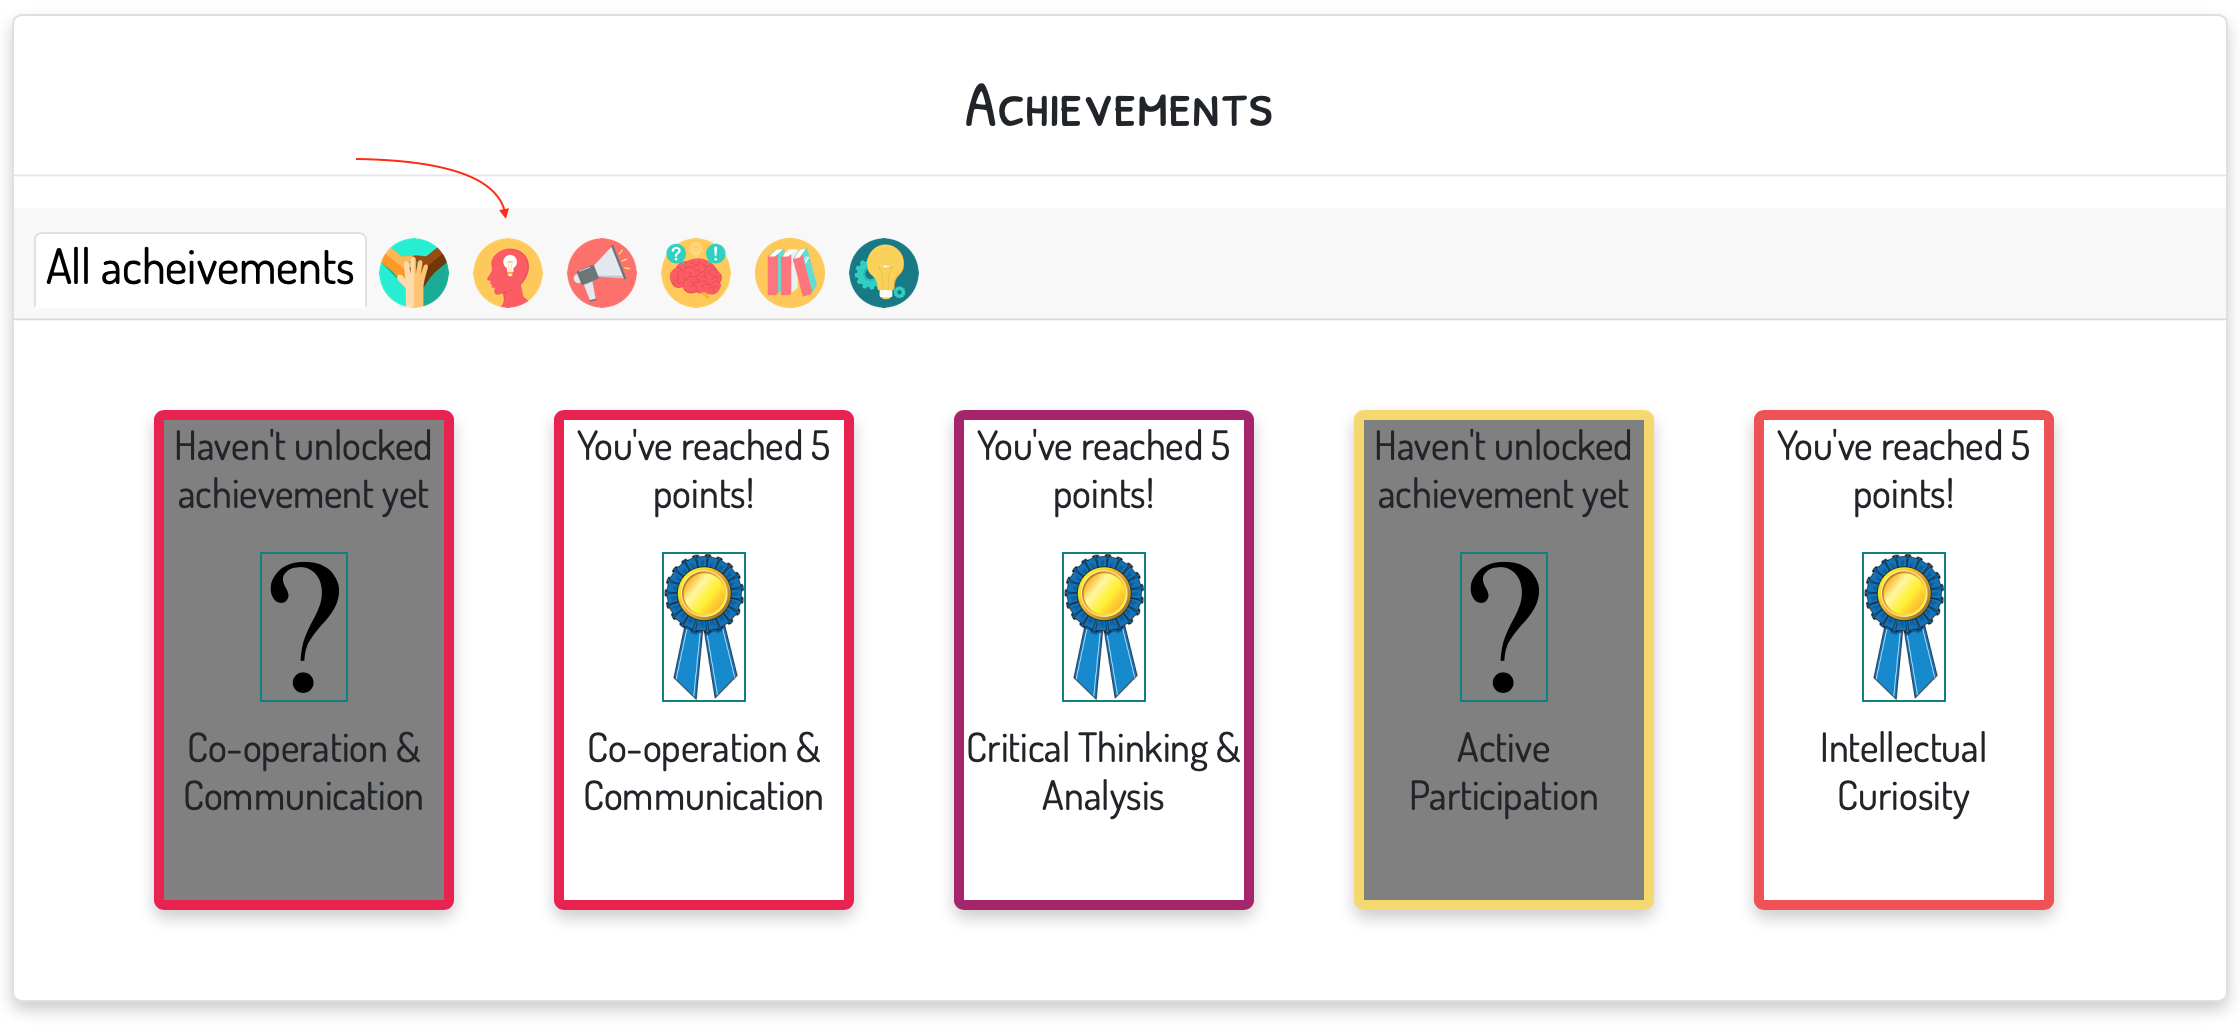 Achievements
All acheivements
Haven't unlocked
achievement yet
?
Co-operation &
Communication
You've reached 5
points!
Co-operation &
Communication
You've reached 5
points!
Critical Thinking &
Analysis
Haven't unlocked
achievement yet
?
Active
Participation
You've reached 5
points!
Intellectual
Curiosity